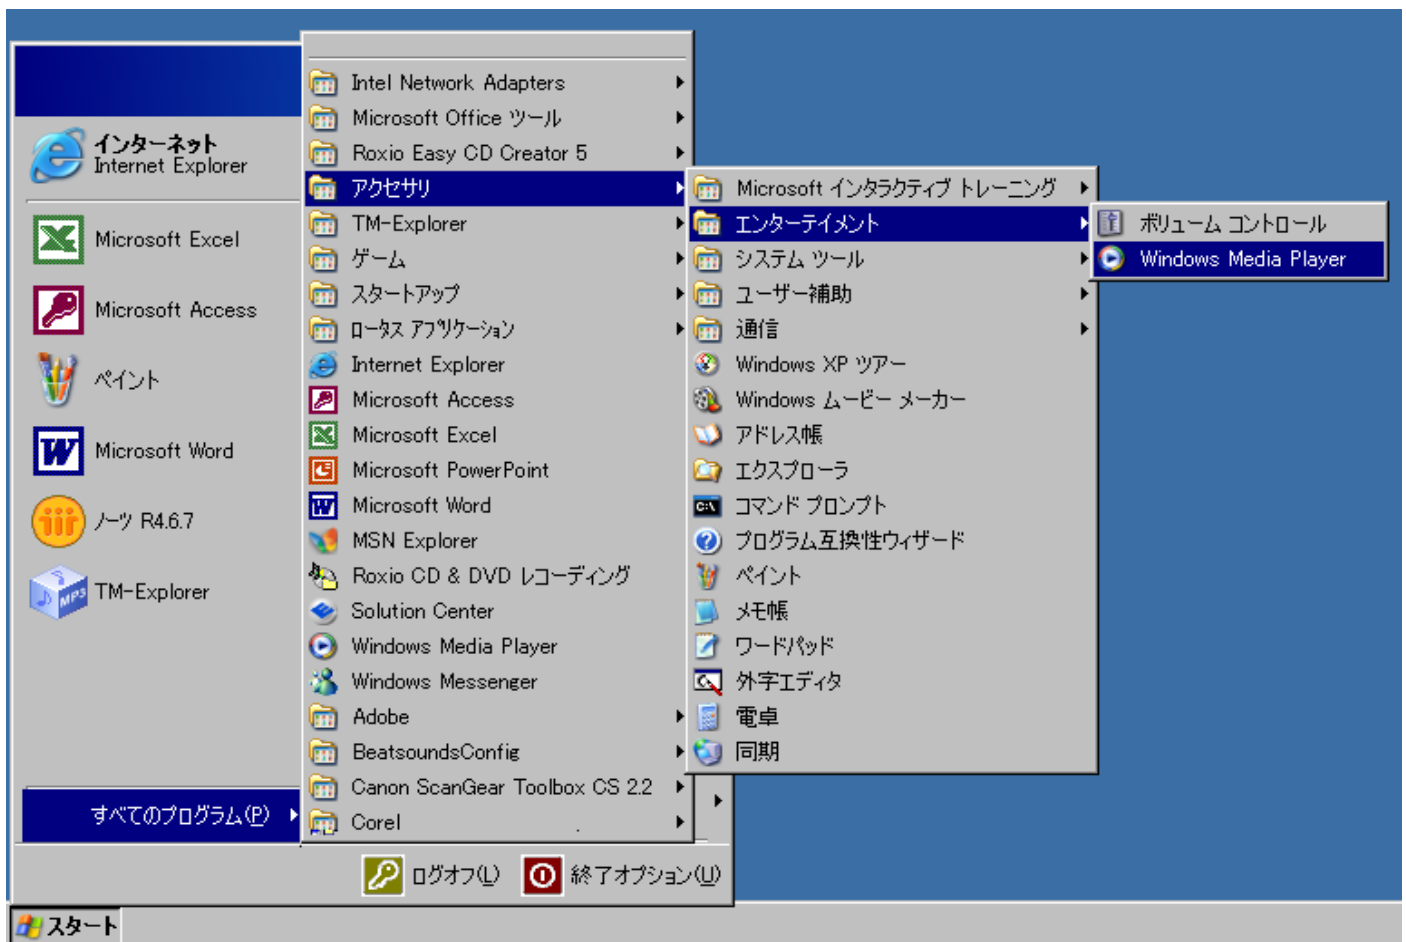 インターネット
Internet Explorer
Microsoft Excel
Microsoft Access
ペイント
Microsoft Word
ノーツ R4.6.7
TM-Explorer
MP3
すべてのプログラム(P)
Intel Network Adapters
Microsoft Office ツール
Roxio Easy CD Creator 5
アクセサリ
TM-Explorer
ゲーム
スタートアップ
ロータス アプリケーション
Internet Explorer
Microsoft Access
Microsoft Excel
Microsoft PowerPoint
Microsoft Word
MSN Explorer
Roxio CD & DVD レコーディング
Solution Center
Windows Media Player
Windows Messenger
Adobe
BeatsoundsConfig
Canon ScanGear Toolbox CS 2.2
Corel
Microsoft インタラクティブ トレーニング
エンターテイメント
システム ツール
ユーザー補助
通信
Windows XP ツアー
Windows ムービー メーカー
アドレス帳
エクスプローラ
コマンド プロンプト
プログラム互換性ウィザード
ペイント
メモ帳
ワードパッド
外字エディタ
電卓
同期
ボリューム コントロール
Windows Media Player
ログオフ(L)
終了オプション(U)
スタート